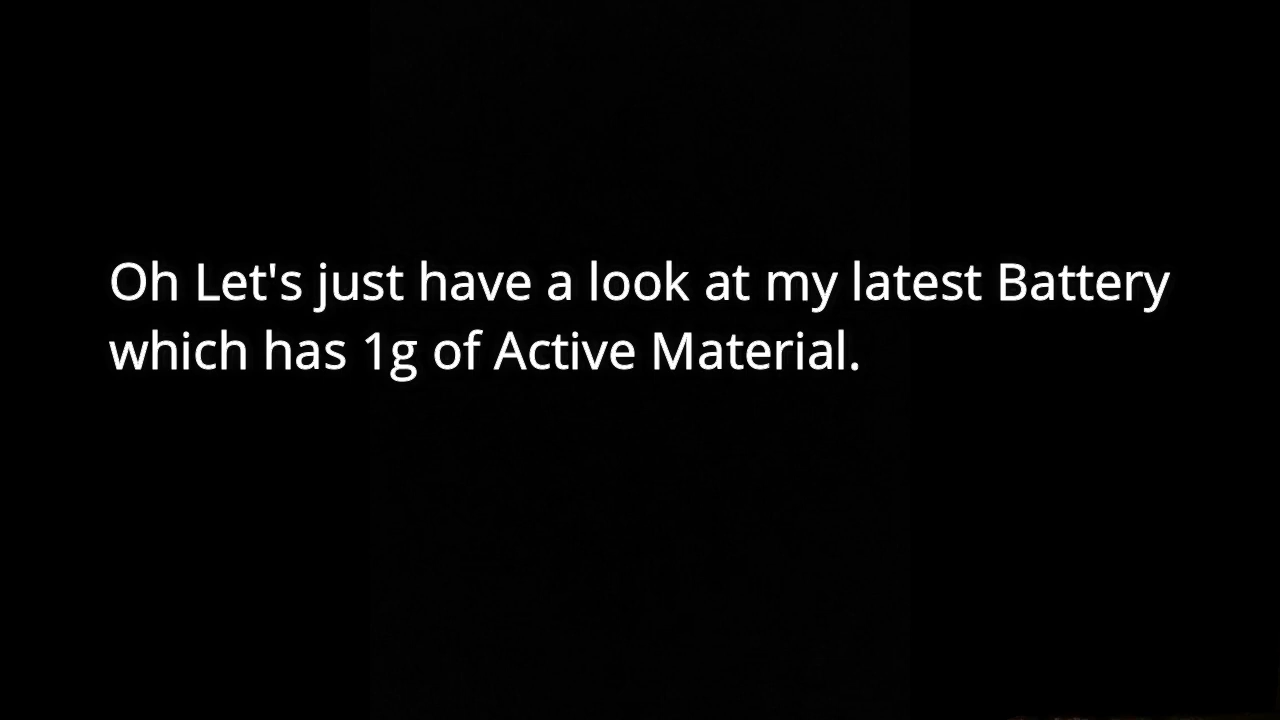 Oh Let's just have a look at my latest Battery
which has 1g of Active Material.